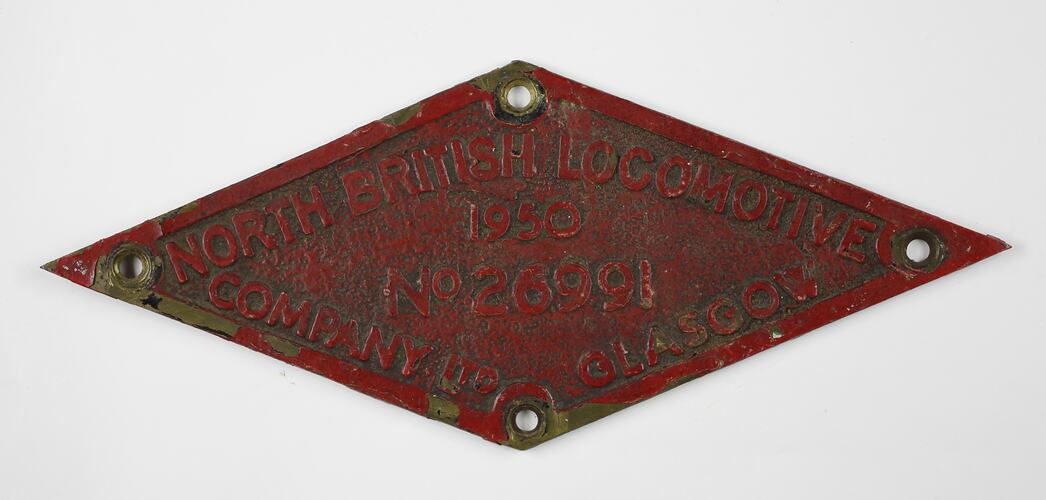 NORTH BRITISH LOCOMOTIVE
1950
No 26991
COMPANY LTD GLASGOW